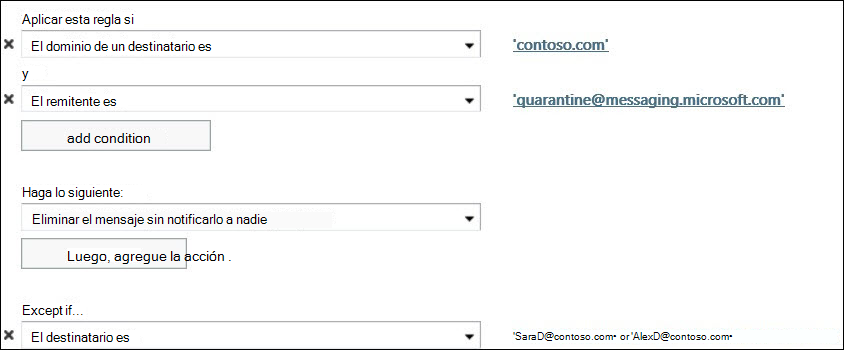 Aplicar esta regla si
El dominio de un destinatario es
'contoso.com'
y
El remitente es
'quarantine@messaging.microsoft.com'
add condition
Haga lo siguiente:
Eliminar el mensaje sin notificarlo a nadie
Luego, agregue la acción .
Except if...
El destinatario es
'SaraD@contoso.com• or 'AlexD@contoso.com•